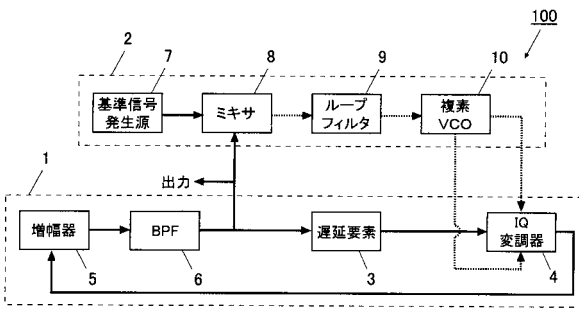 100
2
7
8
9
10
基準信号
発生源
ミキサ
ループ
フィルタ
複素
VCO
1
出力
増幅器
BPF
遅延要素
IQ
変調器
5
6
3
4